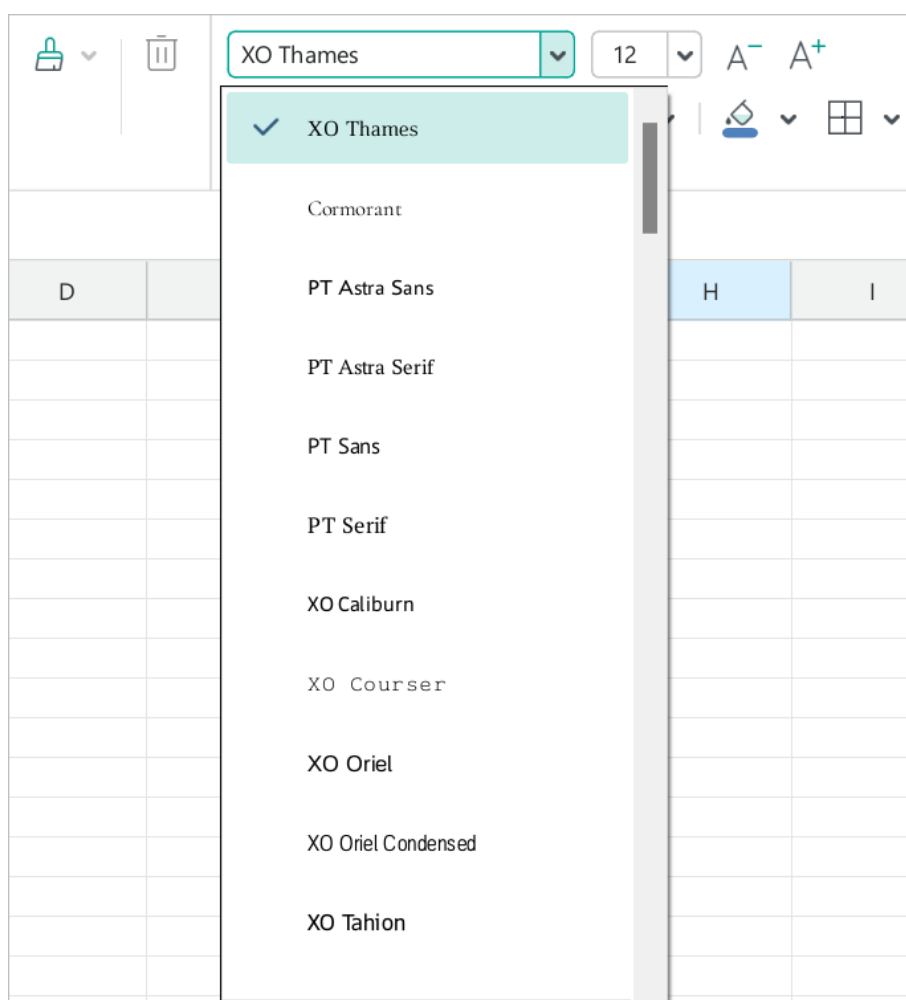 XO Thames
12
A− A+
XO Thames
Cormorant
D
H
I
PT Astra Sans
PT Astra Serif
PT Sans
PT Serif
XO Caliburn
XO Courser
XO Oriel
XO Oriel Condensed
XO Tahion